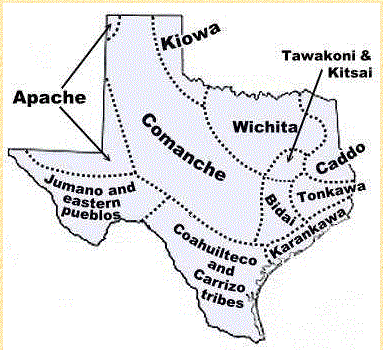 Kiowa
Tawakoni &
Kitsai
Apache
Comanche
Wichita
Caddo
Tonkawa
Bidai
Karankawa
Jumano and
eastern
pueblos
Coahuilteco
and
Carrizo
tribes